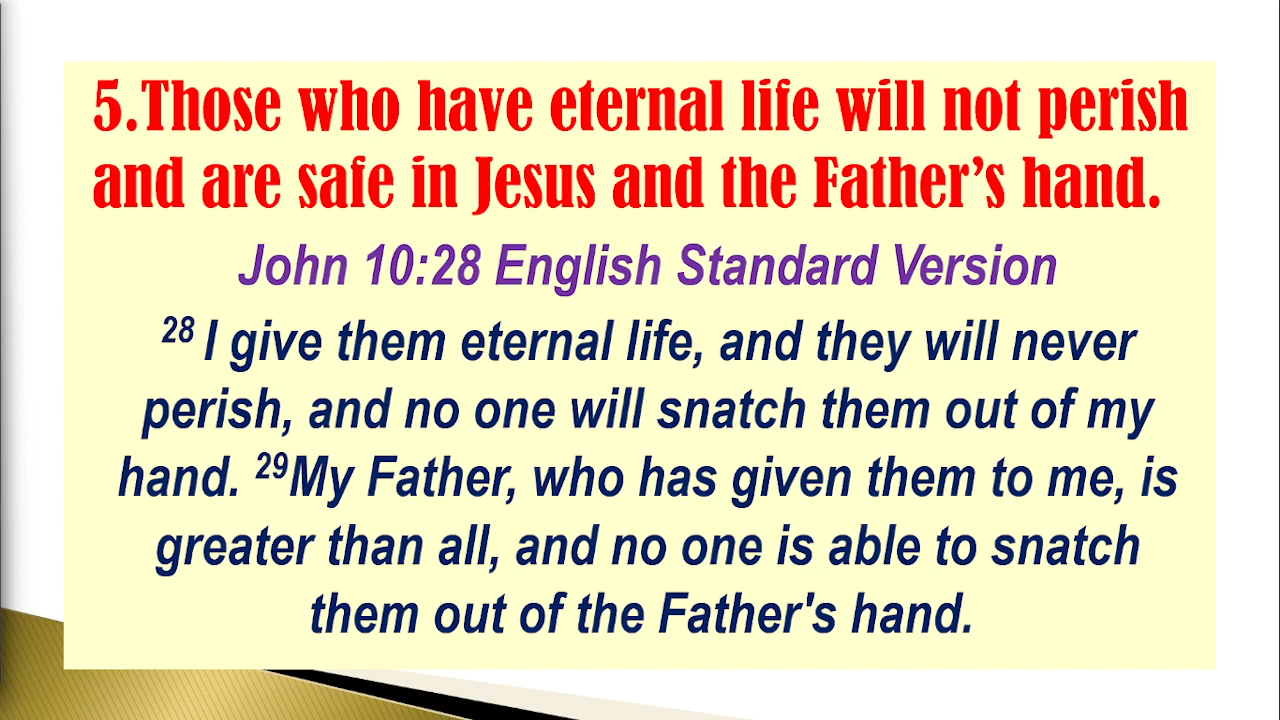 5.Those who have eternal life will not perish
and are safe in Jesus and the Father’s hand.
John 10:28 English Standard Version
28 I give them eternal life, and they will never
perish, and no one will snatch them out of my
hand. 29My Father, who has given them to me, is
greater than all, and no one is able to snatch
them out of the Father's hand.